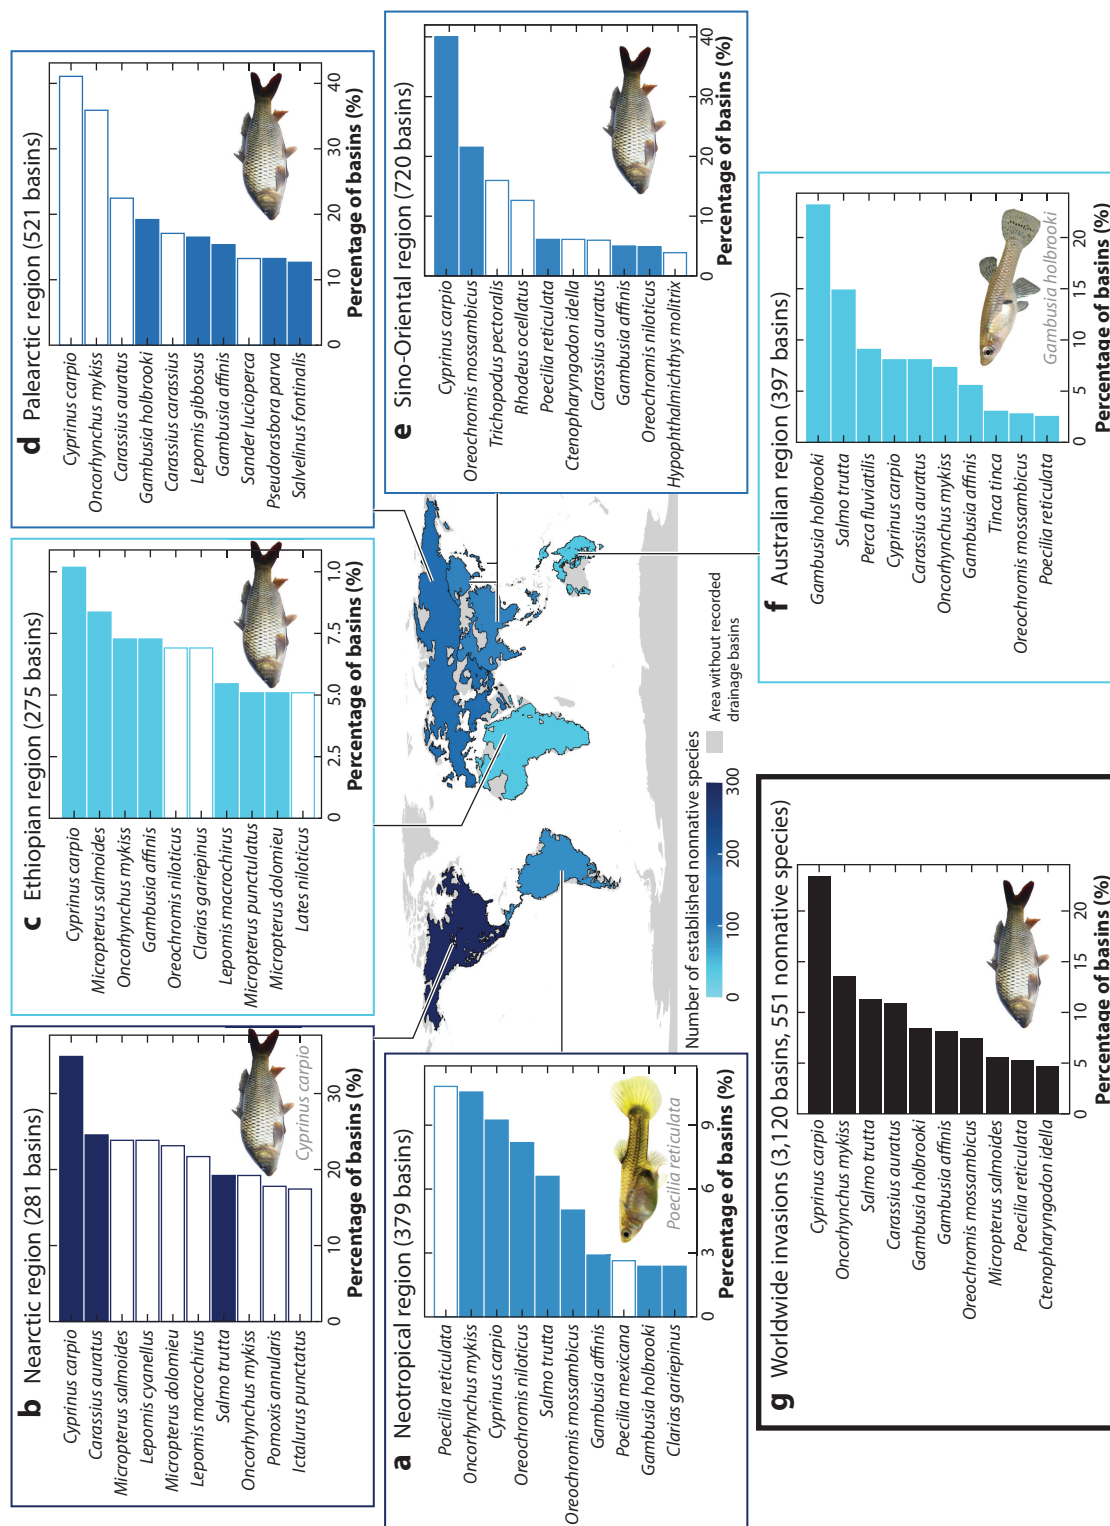 b Nearctic region (281 basins)
Cyprinus carpio
Carassius auratus
Micropterus salmoides
Lepomis cyanellus
Micropterus dolomieu
Lepomis macrochirus
Salmo trutta
Oncorhynchus mykiss
Pomoxis annularis
Ictalurus punctatus
Cyprinus carpio
0 10 20 30
Percentage of basins (%)
c Ethiopian region (275 basins)
Cyprinus carpio
Micropterus salmoides
Oncorhynchus mykiss
Gambusia affinis
Oreochromis niloticus
Clarias gariepinus
Lepomis macrochirus
Micropterus punctulatus
Micropterus dolomieu
Lates niloticus
0 2.5 5.0 7.5 1.0
Percentage of basins (%)
d Palearctic region (521 basins)
Cyprinus carpio
Oncorhynchus mykiss
Carassius auratus
Gambusia holbrooki
Carassius carassius
Lepomis gibbosus
Gambusia affinis
Sander lucioperca
Pseudorasbora parva
Salvelinus fontinalis
0 10 20 30 40
Percentage of basins (%)
a Neotropical region (379 basins)
Poecilia reticulata
Oncorhynchus mykiss
Cyprinus carpio
Oreochromis niloticus
Salmo trutta
Oreochromis mossambicus
Gambusia affinis
Poecilia mexicana
Gambusia holbrooki
Clarias gariepinus
Poecilia reticulata
0 3 6 9
Percentage of basins (%)
Number of established nonnative species
0 100 200 300
Area without recorded
drainage basins
e Sino-Oriental region (720 basins)
Cyprinus carpio
Oreochromis mossambicus
Trichopodus pectoralis
Rhodeus ocellatus
Poecilia reticulata
Ctenopharyngodon idella
Carassius auratus
Gambusia affinis
Oreochromis niloticus
Hypophthalmichthys molitrix
0 10 20 30 40
Percentage of basins (%)
g Worldwide invasions (3,120 basins, 551 nonnative species)
Cyprinus carpio
Oncorhynchus mykiss
Salmo trutta
Carassius auratus
Gambusia holbrooki
Gambusia affinis
Oreochromis mossambicus
Micropterus salmoides
Poecilia reticulata
Ctenopharyngodon idella
0 5 10 15 20
Percentage of basins (%)
f Australian region (397 basins)
Gambusia holbrooki
Salmo trutta
Perca fluviatilis
Cyprinus carpio
Carassius auratus
Oncorhynchus mykiss
Gambusia affinis
Tinca tinca
Oreochromis mossambicus
Poecilia reticulata
Gambusia holbrooki
0 5 10 15 20
Percentage of basins (%)